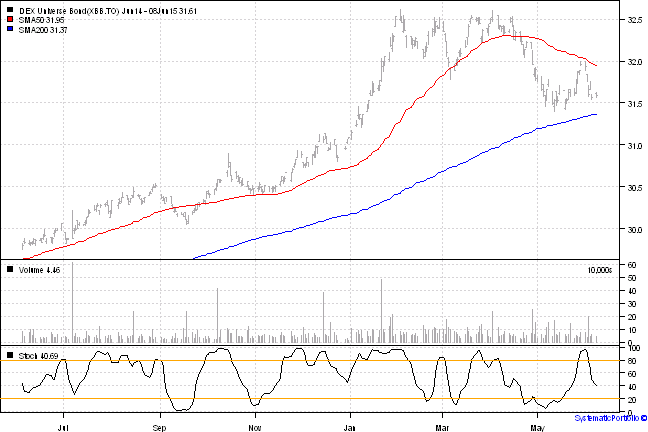 DEX Universe Bond(XBB.TO) Jun14 - 08Jun15 31.61
SMA50 31.95
SMA200 31.37
32.5
32.0
31.5
31.0
30.5
30.0
Volume 4.46
10,000s
60
50
40
30
20
10
0
Stoch 40.69
100
80
60
40
20
0
Jul
Sep
Nov
Jan
Mar
May
SystematicPortfolio ©